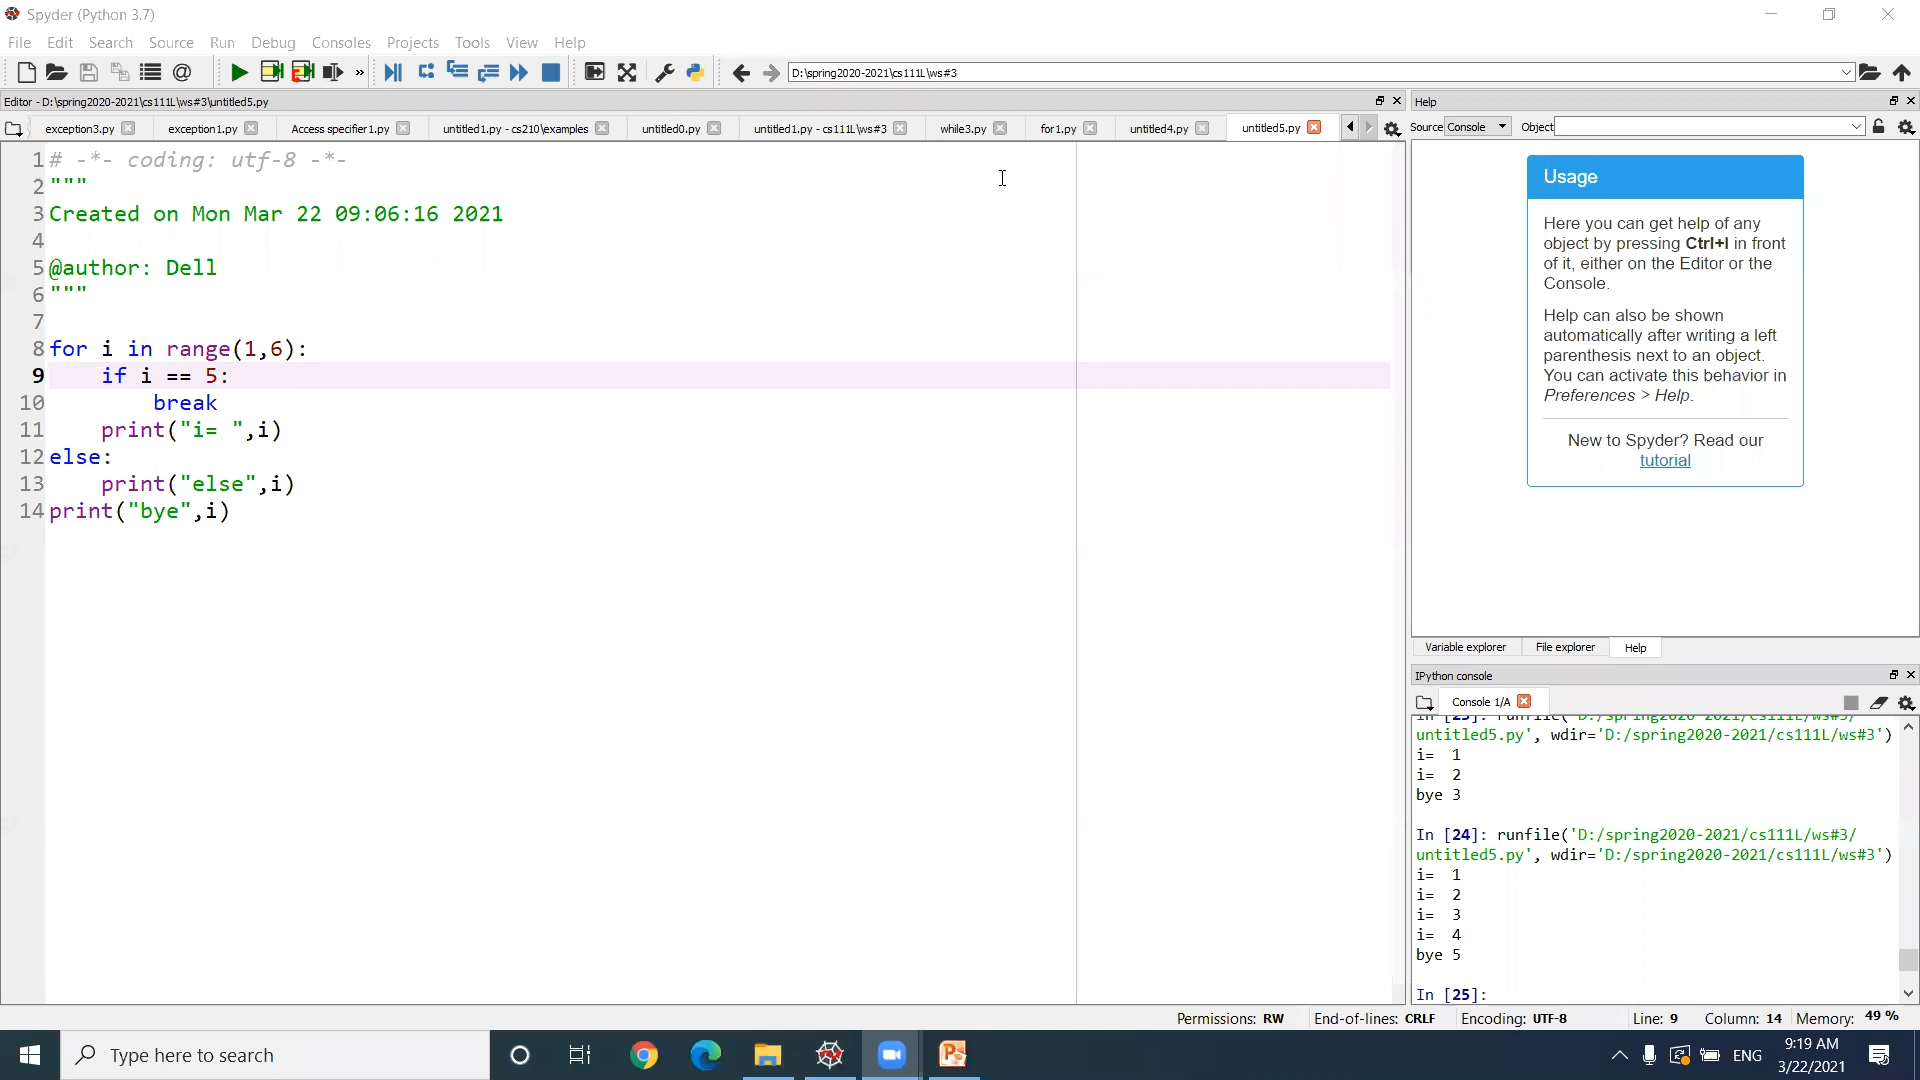 Spyder (Python 3.7)
File Edit Search Source Run Debug Consoles Projects Tools View Help
D:\spring2020-2021\cs111L\ws#3
Editor - D:\spring2020-2021\cs111L\ws#3\untitled5.py
exception3.py exception1.py Access specifier1.py untitled1.py - cs210\examples untitled0.py untitled1.py - cs111L\ws#3 while3.py for1.py untitled4.py untitled5.py
1 # -*- coding: utf-8 -*-
2 """
3 Created on Mon Mar 22 09:06:16 2021
4
5 @author: Dell
6 """
7
8 for i in range(1,6):
9     if i == 5:
10         break
11     print("i= ",i)
12 else:
13     print("else",i)
14 print("bye",i)
Help
Source Console Object
Usage
Here you can get help of any
object by pressing Ctrl+I in front
of it, either on the Editor or the
Console.
Help can also be shown
automatically after writing a left
parenthesis next to an object.
You can activate this behavior in
Preferences > Help.
New to Spyder? Read our
tutorial
Variable explorer File explorer Help
IPython console
Console 1/A
In [23]: runfile('D:/spring2020-2021/cs111L/ws#3/
untitled5.py', wdir='D:/spring2020-2021/cs111L/ws#3')
i=  1
i=  2
bye 3
In [24]: runfile('D:/spring2020-2021/cs111L/ws#3/
untitled5.py', wdir='D:/spring2020-2021/cs111L/ws#3')
i=  1
i=  2
i=  3
i=  4
bye 5
In [25]:
Permissions: RW End-of-lines: CRLF Encoding: UTF-8 Line: 9 Column: 14 Memory: 49 %
Type here to search
ENG
9:19 AM
3/22/2021